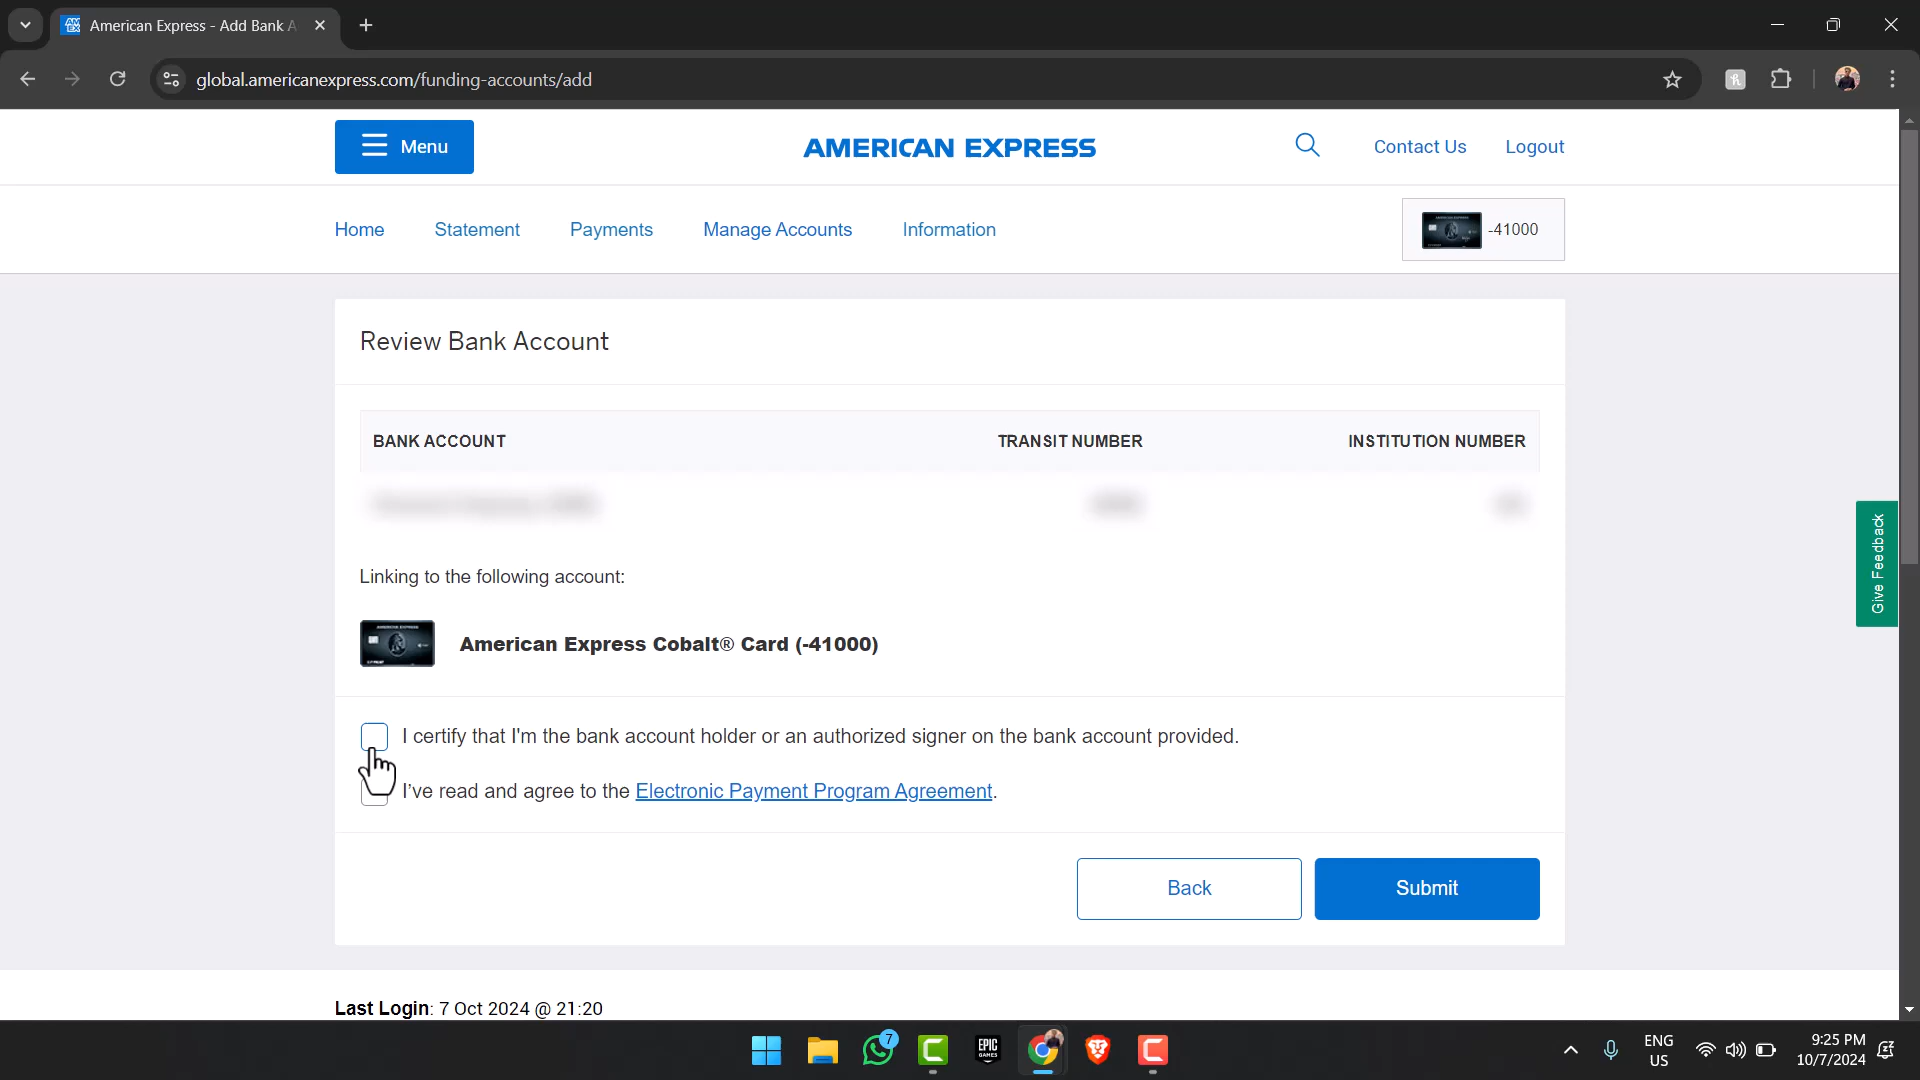 American Express - Add Bank A
global.americanexpress.com/funding-accounts/add
Menu
AMERICAN EXPRESS
Contact Us
Logout
Home
Statement
Payments
Manage Accounts
Information
-41000
Review Bank Account
BANK ACCOUNT
TRANSIT NUMBER
INSTITUTION NUMBER
Linking to the following account:
American Express Cobalt® Card (-41000)
I certify that I'm the bank account holder or an authorized signer on the bank account provided.
I've read and agree to the Electronic Payment Program Agreement.
Back
Submit
Give Feedback
Last Login: 7 Oct 2024 @ 21:20
7
EPIC
GAMES
ENG
US
9:25 PM
10/7/2024